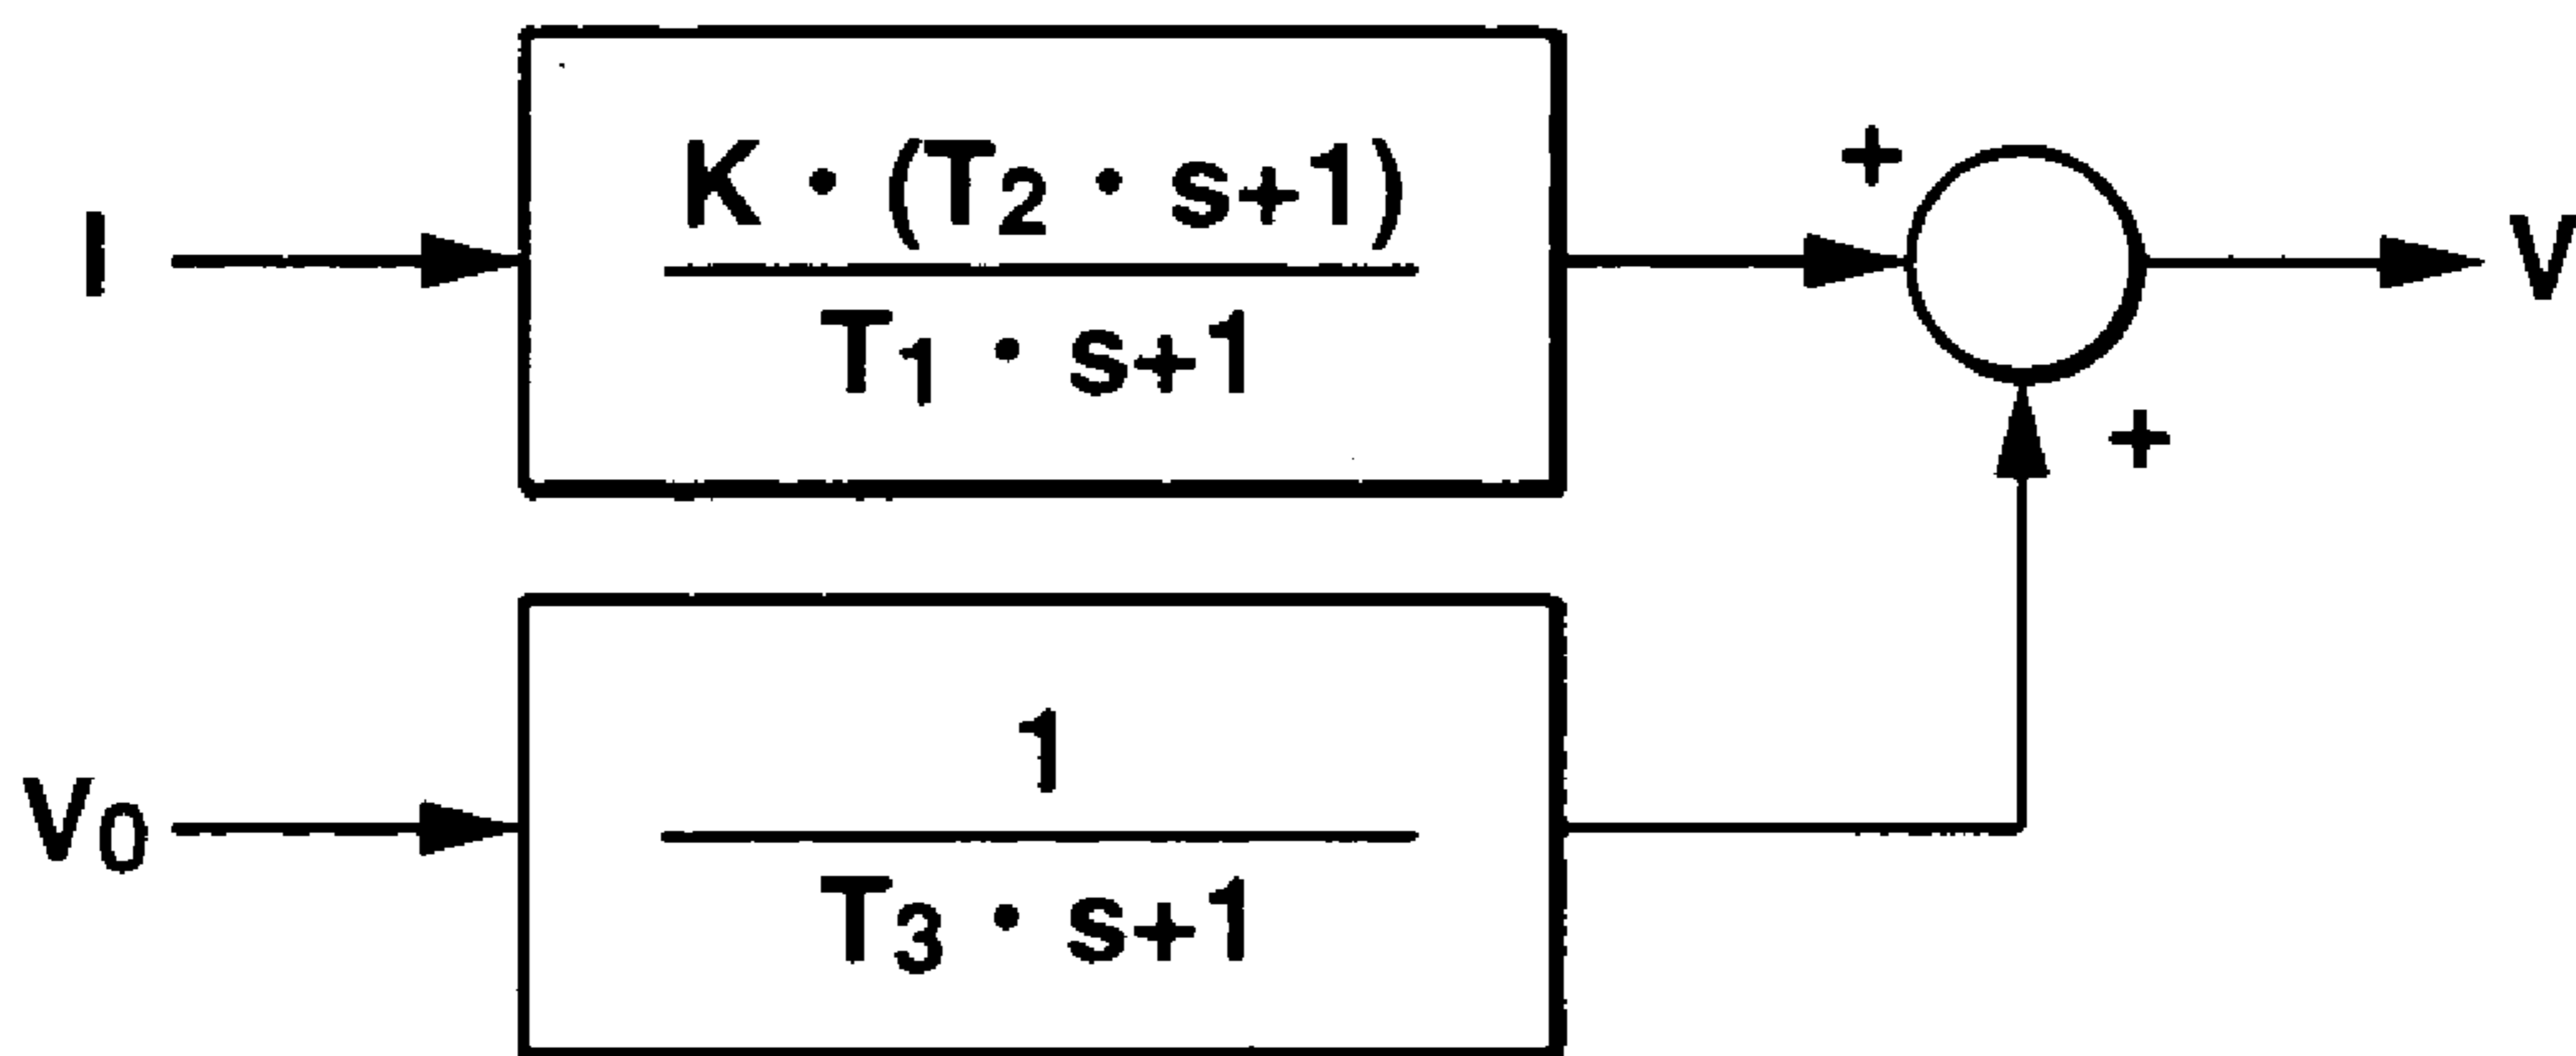 K · (T2 · s+1)
+
I
V
T1 · s+1
+
1
V0
T3 · s+1